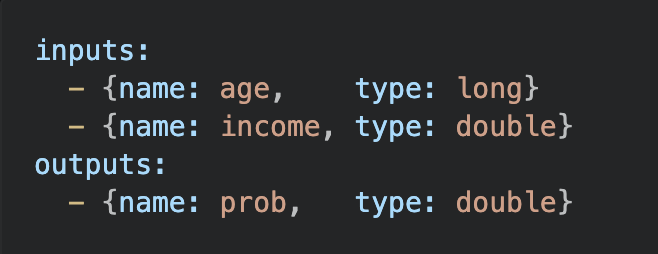 inputs:
  - {name: age,    type: long}
  - {name: income, type: double}
outputs:
  - {name: prob,   type: double}